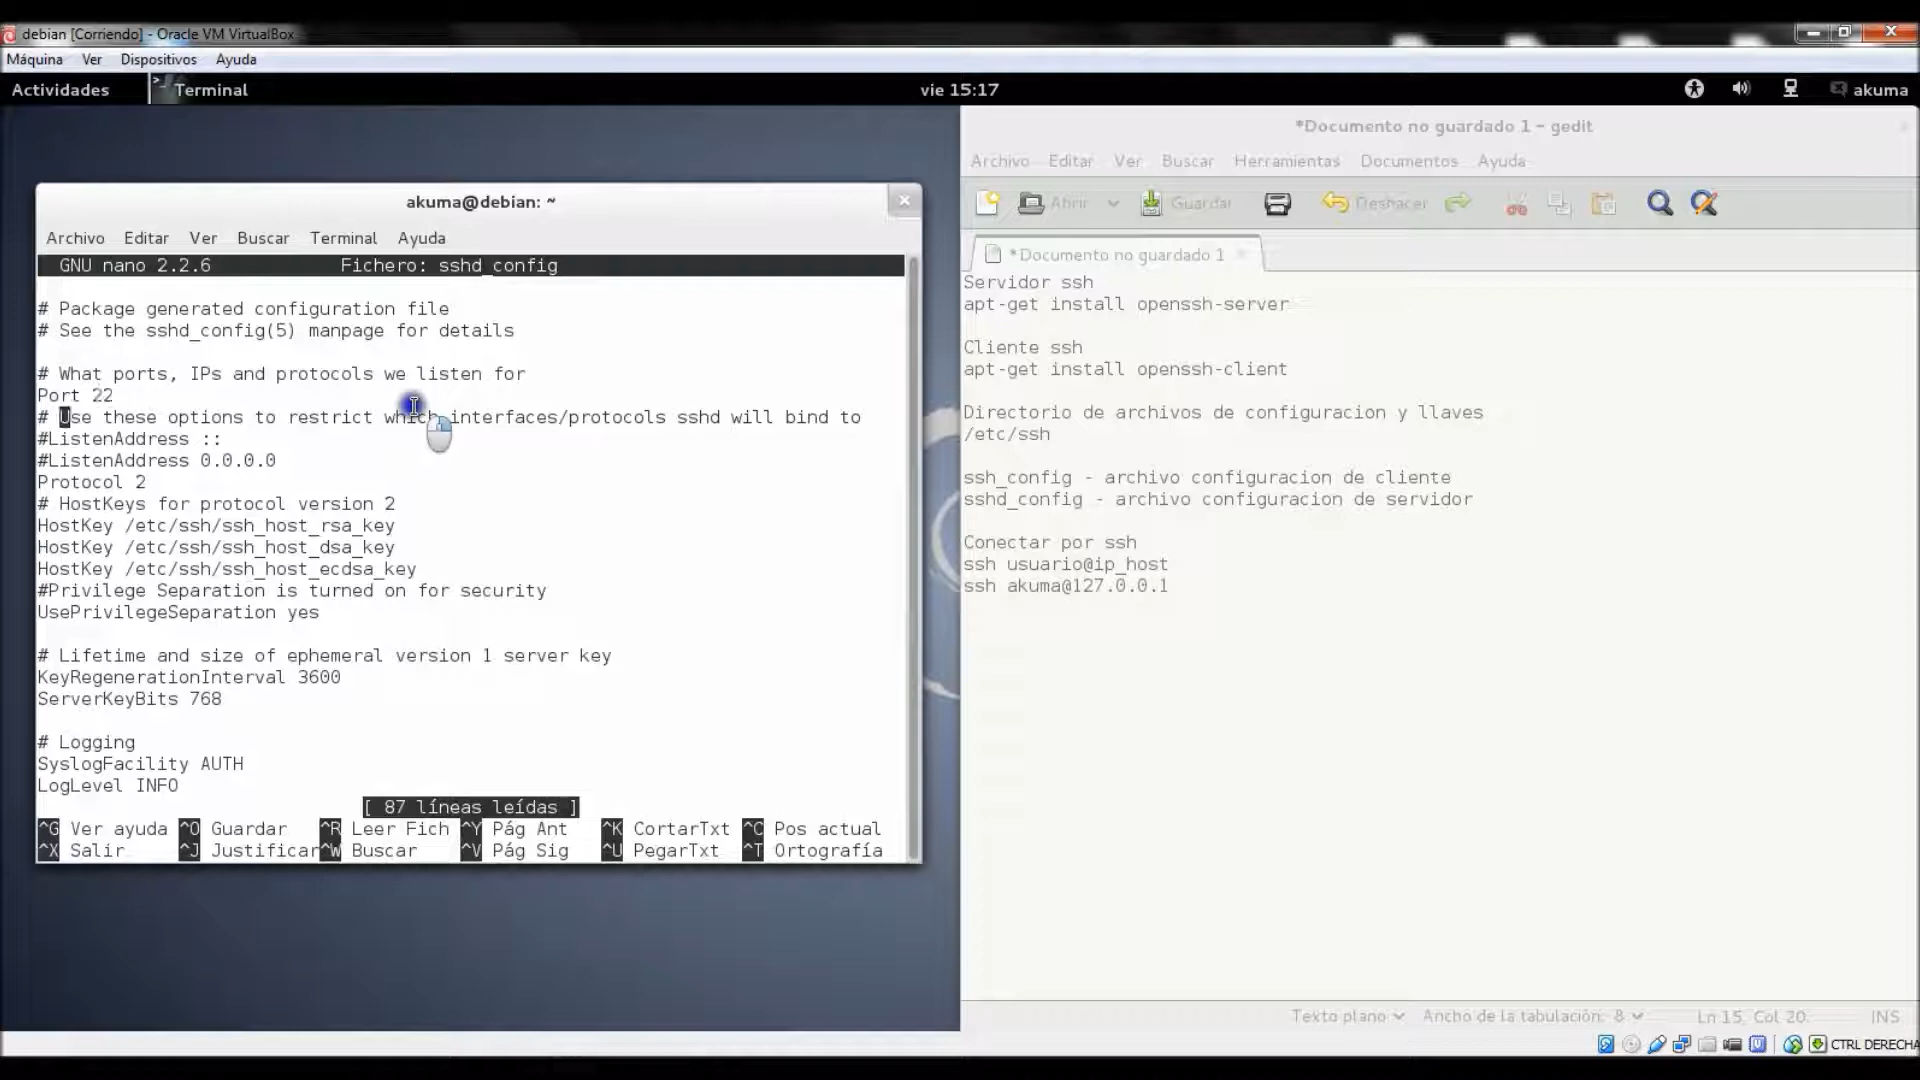 debian [Corriendo] - Oracle VM VirtualBox
Máquina Ver Dispositivos Ayuda
Actividades Terminal vie 15:17 akuma
akuma@debian: ~
Archivo Editar Ver Buscar Terminal Ayuda
GNU nano 2.2.6 Fichero: sshd_config
# Package generated configuration file
# See the sshd_config(5) manpage for details
# What ports, IPs and protocols we listen for
Port 22
# Use these options to restrict which interfaces/protocols sshd will bind to
#ListenAddress ::
#ListenAddress 0.0.0.0
Protocol 2
# HostKeys for protocol version 2
HostKey /etc/ssh/ssh_host_rsa_key
HostKey /etc/ssh/ssh_host_dsa_key
HostKey /etc/ssh/ssh_host_ecdsa_key
#Privilege Separation is turned on for security
UsePrivilegeSeparation yes
# Lifetime and size of ephemeral version 1 server key
KeyRegenerationInterval 3600
ServerKeyBits 768
# Logging
SyslogFacility AUTH
LogLevel INFO
[ 87 líneas leídas ]
^G Ver ayuda ^O Guardar ^R Leer Fich ^Y Pág Ant ^K CortarTxt ^C Pos actual
^X Salir ^J Justificar ^W Buscar ^V Pág Sig ^U PegarTxt ^T Ortografía
*Documento no guardado 1 - gedit
Archivo Editar Ver Buscar Herramientas Documentos Ayuda
Abrir Guardar Deshacer
*Documento no guardado 1
Servidor ssh
apt-get install openssh-server
Cliente ssh
apt-get install openssh-client
Directorio de archivos de configuracion y llaves
/etc/ssh
ssh_config - archivo configuracion de cliente
sshd_config - archivo configuracion de servidor
Conectar por ssh
ssh usuario@ip_host
ssh akuma@127.0.0.1
Texto plano Ancho de la tabulación: 8 Ln 15, Col 20 INS
CTRL DERECHA